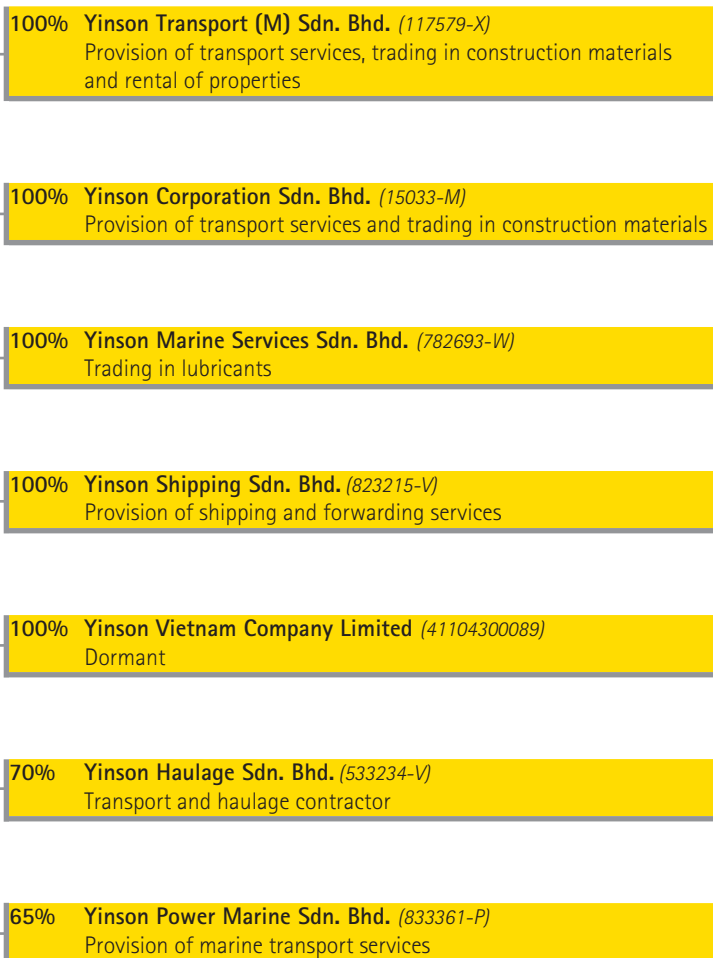 100% Yinson Transport (M) Sdn. Bhd. (117579-X)
Provision of transport services, trading in construction materials
and rental of properties
100% Yinson Corporation Sdn. Bhd. (15033-M)
Provision of transport services and trading in construction materials
100% Yinson Marine Services Sdn. Bhd. (782693-W)
Trading in lubricants
100% Yinson Shipping Sdn. Bhd. (823215-V)
Provision of shipping and forwarding services
100% Yinson Vietnam Company Limited (41104300089)
Dormant
70% Yinson Haulage Sdn. Bhd. (533234-V)
Transport and haulage contractor
65% Yinson Power Marine Sdn. Bhd. (833361-P)
Provision of marine transport services